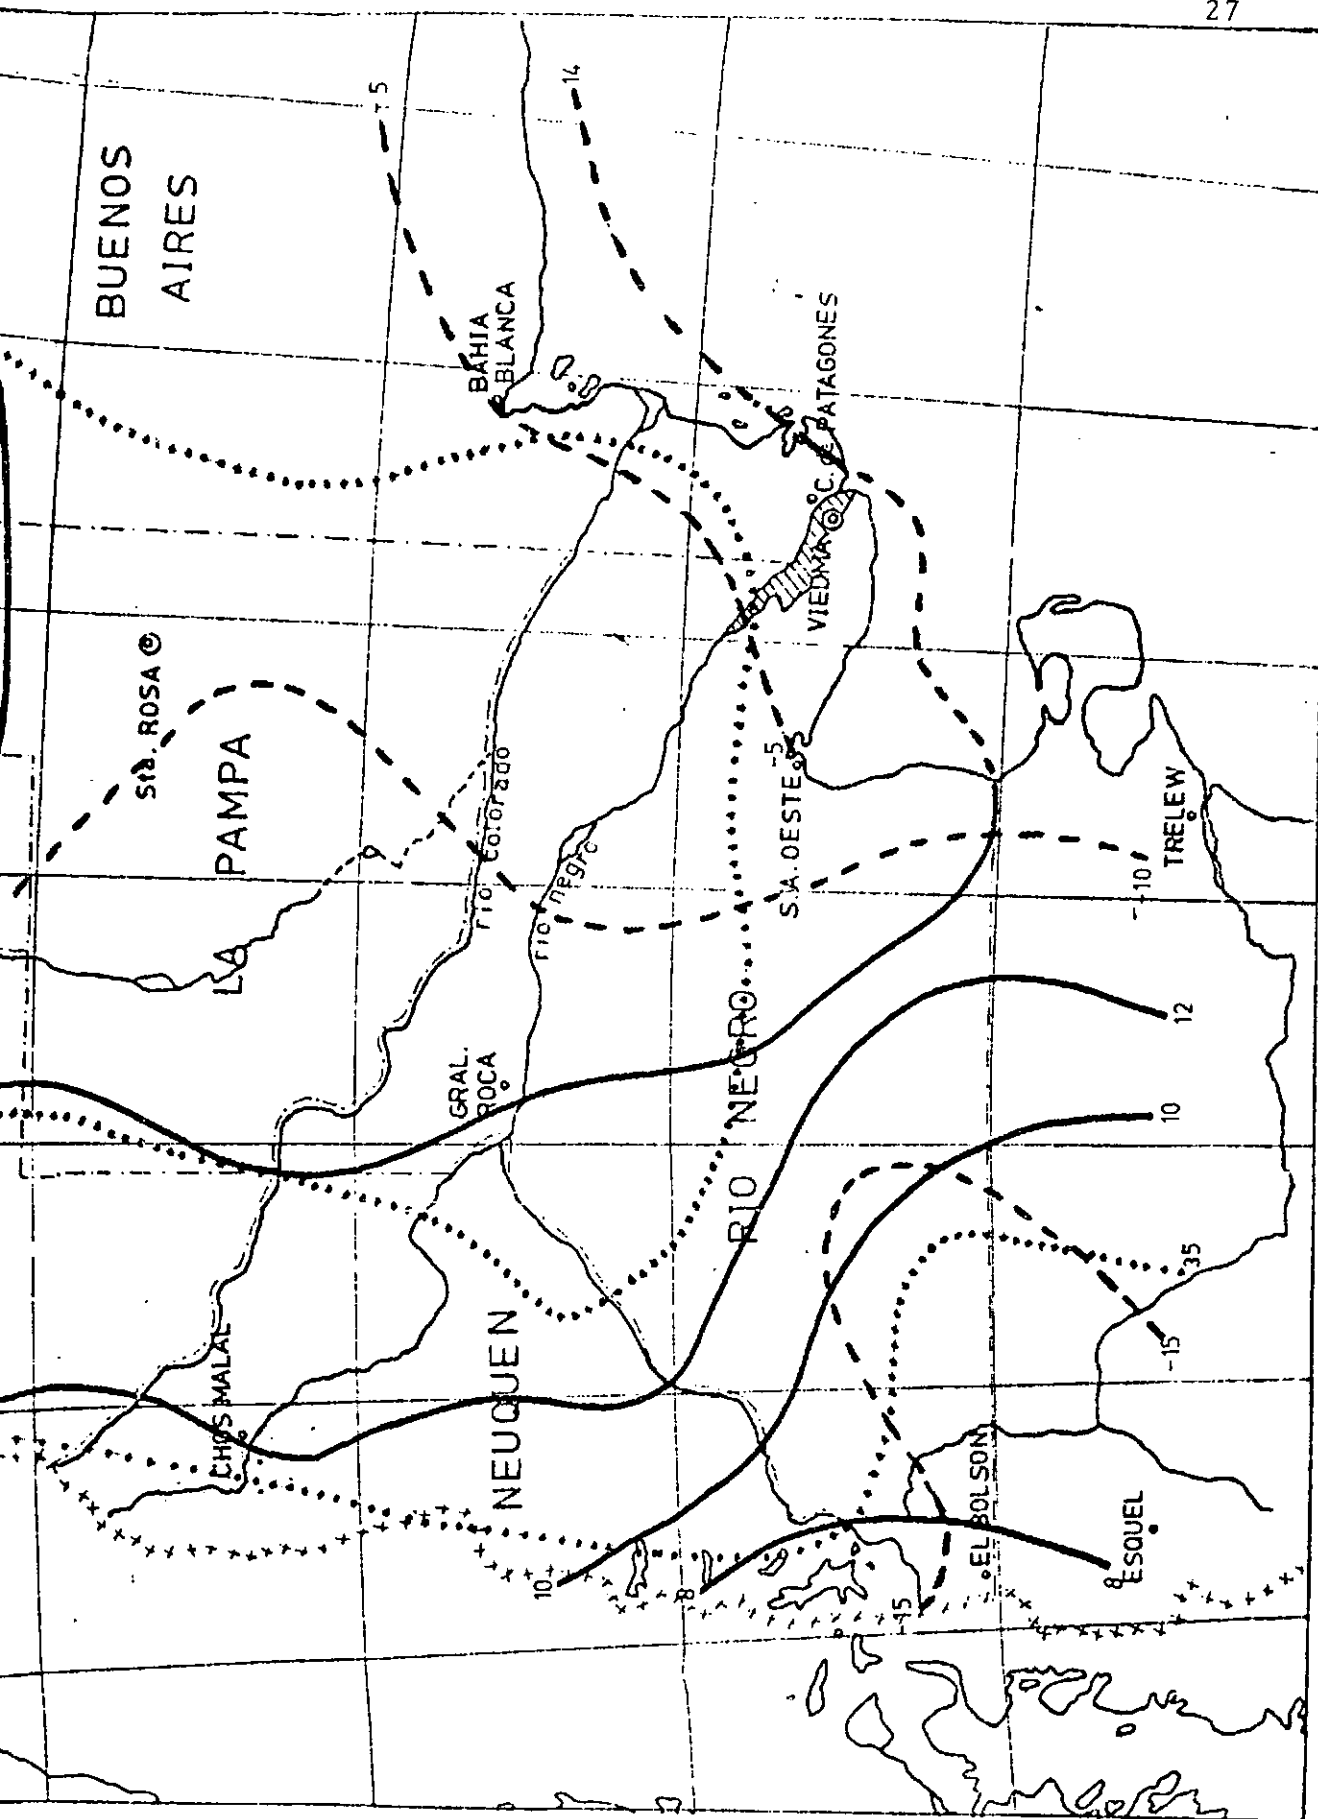 27
BUENOS
AIRES
-5
14
BAHIA
BLANCA
C. de PATAGONES
VIEDMA
Sta. ROSA
LA PAMPA
rio Colorado
rio negro
-5
S.A. OESTE
TRELEW
-10
GRAL.
ROCA
RIO NEGRO
12
10
35
-15
CHOS MALAL
NEUQUEN
10
8
-15
EL BOLSON
8
ESQUEL